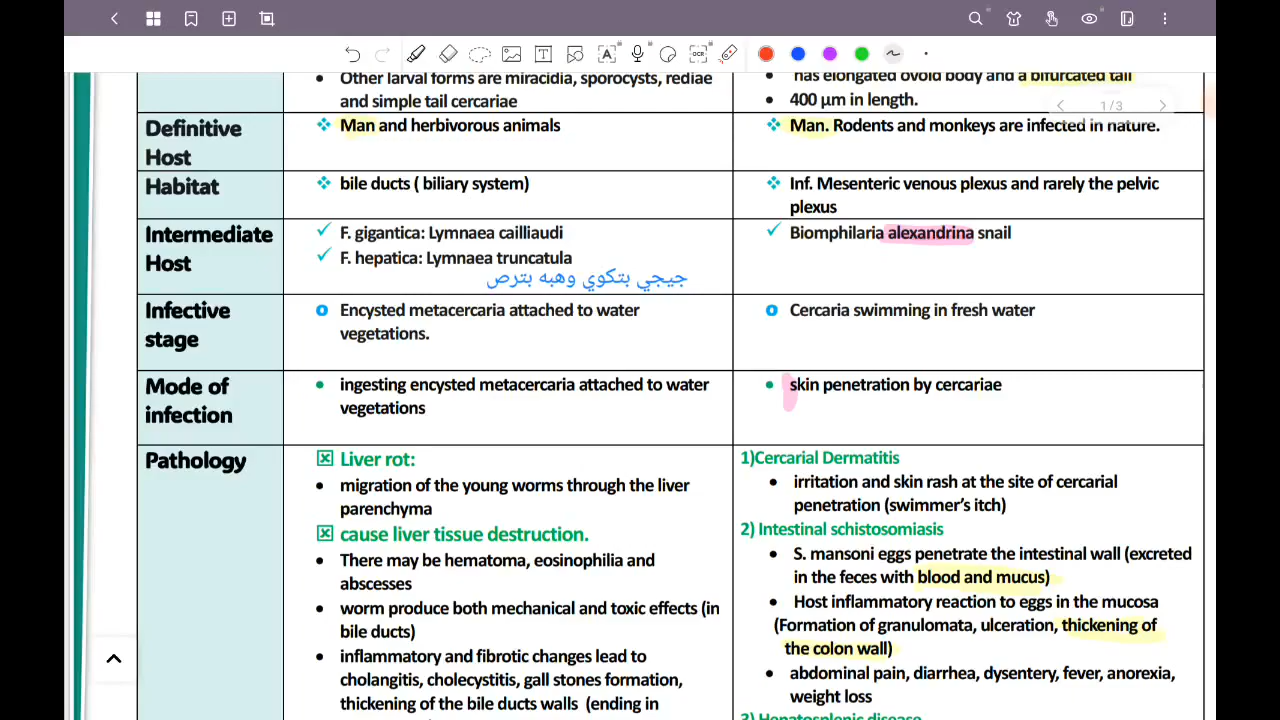 A
OCR
Other larval forms are miracidia, sporocysts, rediae
and simple tail cercariae
has elongated ovoid body and a bifurcated tail
400 µm in length.
1/3
Definitive
Host
Man and herbivorous animals
Man. Rodents and monkeys are infected in nature.
Habitat
bile ducts ( biliary system)
Inf. Mesenteric venous plexus and rarely the pelvic
plexus
Intermediate
Host
F. gigantica: Lymnaea cailliaudi
F. hepatica: Lymnaea truncatula
جيجي بتكوي وهبه بترص
Biomphilaria alexandrina snail
Infective
stage
Encysted metacercaria attached to water
vegetations.
Cercaria swimming in fresh water
Mode of
infection
ingesting encysted metacercaria attached to water
vegetations
skin penetration by cercariae
Pathology
Liver rot:
migration of the young worms through the liver
parenchyma
cause liver tissue destruction.
There may be hematoma, eosinophilia and
abscesses
worm produce both mechanical and toxic effects (in
bile ducts)
inflammatory and fibrotic changes lead to
cholangitis, cholecystitis, gall stones formation,
thickening of the bile ducts walls (ending in
1)Cercarial Dermatitis
irritation and skin rash at the site of cercarial
penetration (swimmer's itch)
2) Intestinal schistosomiasis
S. mansoni eggs penetrate the intestinal wall (excreted
in the feces with blood and mucus)
Host inflammatory reaction to eggs in the mucosa
(Formation of granulomata, ulceration, thickening of
the colon wall)
abdominal pain, diarrhea, dysentery, fever, anorexia,
weight loss
3) Hepatosplenic disease